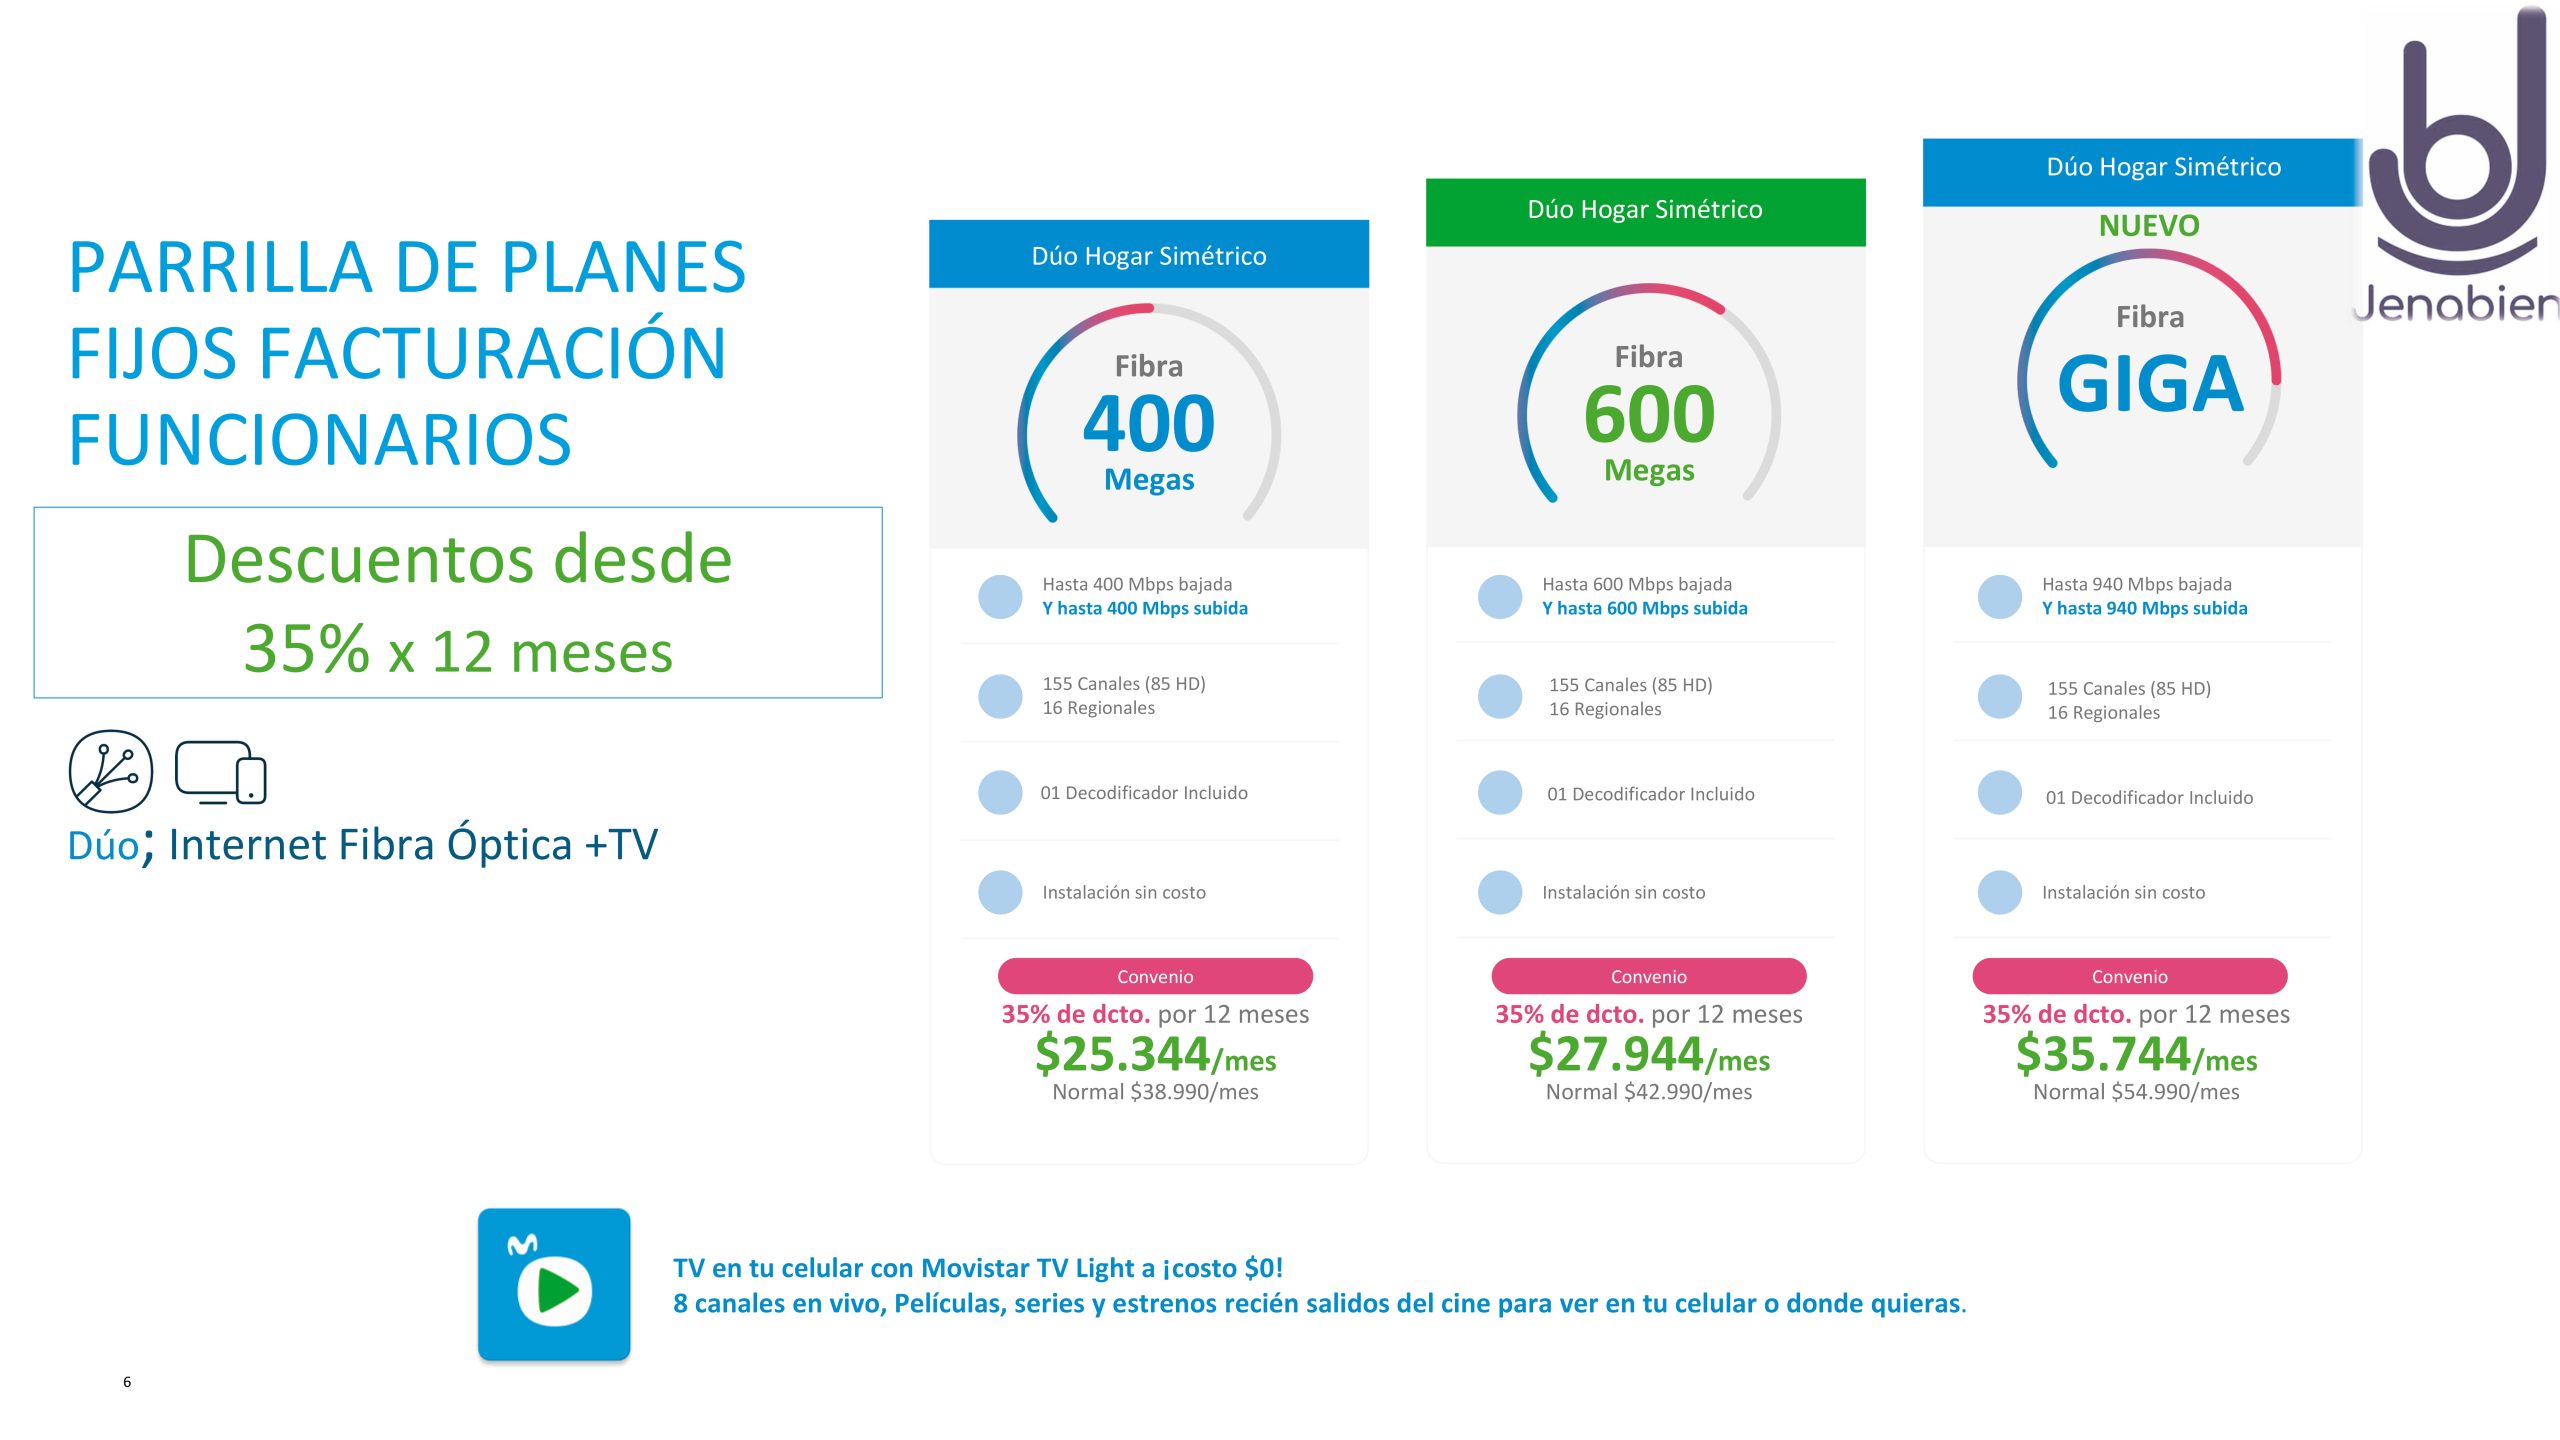 Jenabien
PARRILLA DE PLANES
FIJOS FACTURACIÓN
FUNCIONARIOS
Descuentos desde
35% x 12 meses
Dúo; Internet Fibra Óptica +TV
Dúo Hogar Simétrico
Fibra
400
Megas
Hasta 400 Mbps bajada
Y hasta 400 Mbps subida
155 Canales (85 HD)
16 Regionales
01 Decodificador Incluido
Instalación sin costo
Convenio
35% de dcto. por 12 meses
$25.344/mes
Normal $38.990/mes
Dúo Hogar Simétrico
Fibra
600
Megas
Hasta 600 Mbps bajada
Y hasta 600 Mbps subida
155 Canales (85 HD)
16 Regionales
01 Decodificador Incluido
Instalación sin costo
Convenio
35% de dcto. por 12 meses
$27.944/mes
Normal $42.990/mes
Dúo Hogar Simétrico
NUEVO
Fibra
GIGA
Hasta 940 Mbps bajada
Y hasta 940 Mbps subida
155 Canales (85 HD)
16 Regionales
01 Decodificador Incluido
Instalación sin costo
Convenio
35% de dcto. por 12 meses
$35.744/mes
Normal $54.990/mes
TV en tu celular con Movistar TV Light a ¡costo $0!
8 canales en vivo, Películas, series y estrenos recién salidos del cine para ver en tu celular o donde quieras.
6